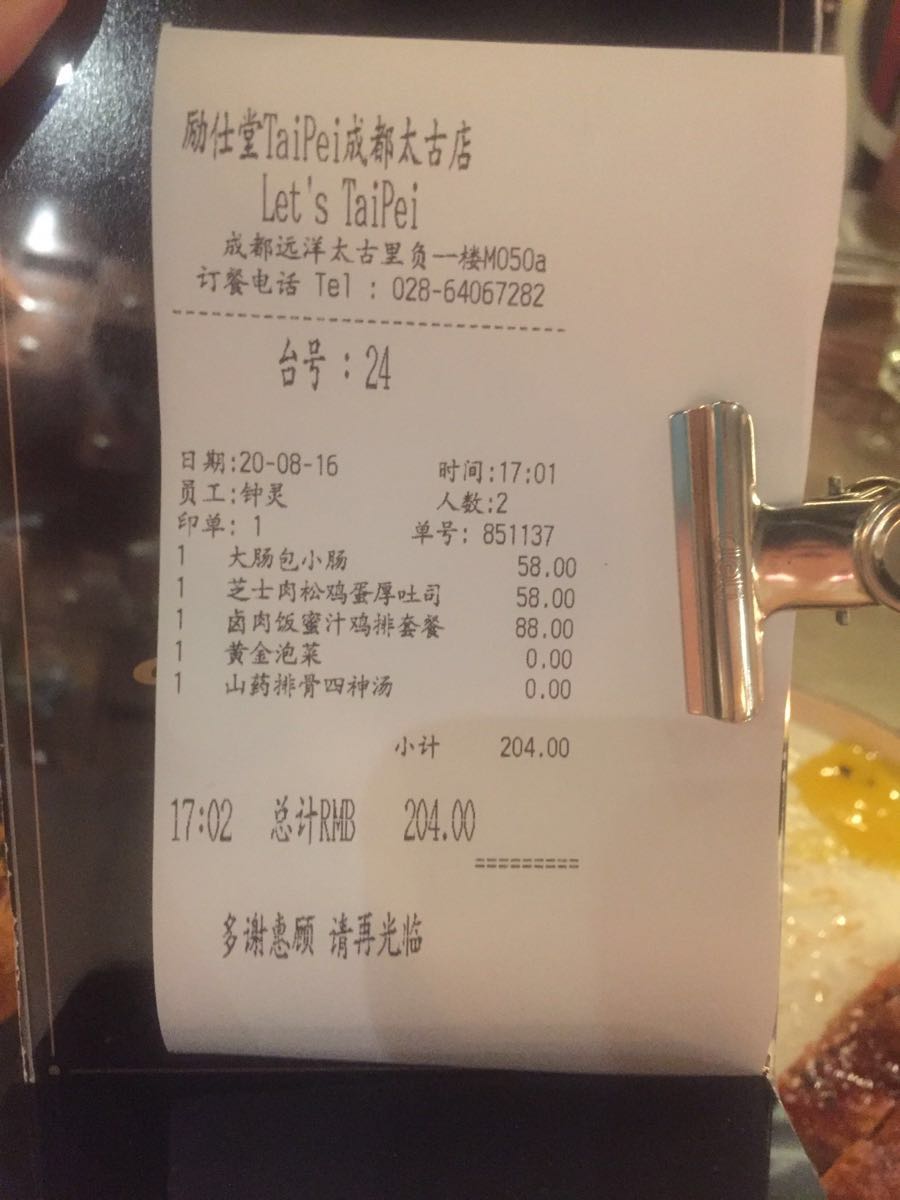 励仕堂TaiPei成都太古店
Let's TaiPei
成都远洋太古里负一楼M050a
订餐电话 Tel : 028-64067282
台号 : 24
日期:20-08-16 时间:17:01
员工:钟灵 人数:2
印单: 1 单号: 851137
1 大肠包小肠 58.00
1 芝士肉松鸡蛋厚吐司 58.00
1 卤肉饭蜜汁鸡排套餐 88.00
1 黄金泡菜 0.00
1 山药排骨四神汤 0.00
小计 204.00
17:02 总计RMB 204.00
=========
多谢惠顾 请再光临